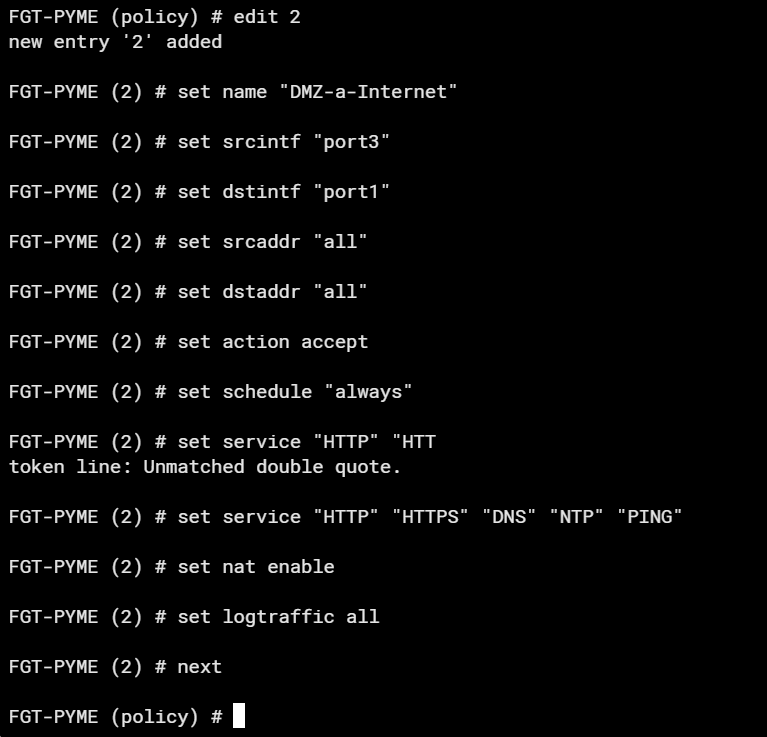 FGT-PYME (policy) # edit 2
new entry '2' added
FGT-PYME (2) # set name "DMZ-a-Internet"
FGT-PYME (2) # set srcintf "port3"
FGT-PYME (2) # set dstintf "port1"
FGT-PYME (2) # set srcaddr "all"
FGT-PYME (2) # set dstaddr "all"
FGT-PYME (2) # set action accept
FGT-PYME (2) # set schedule "always"
FGT-PYME (2) # set service "HTTP" "HTT
token line: Unmatched double quote.
FGT-PYME (2) # set service "HTTP" "HTTPS" "DNS" "NTP" "PING"
FGT-PYME (2) # set nat enable
FGT-PYME (2) # set logtraffic all
FGT-PYME (2) # next
FGT-PYME (policy) #